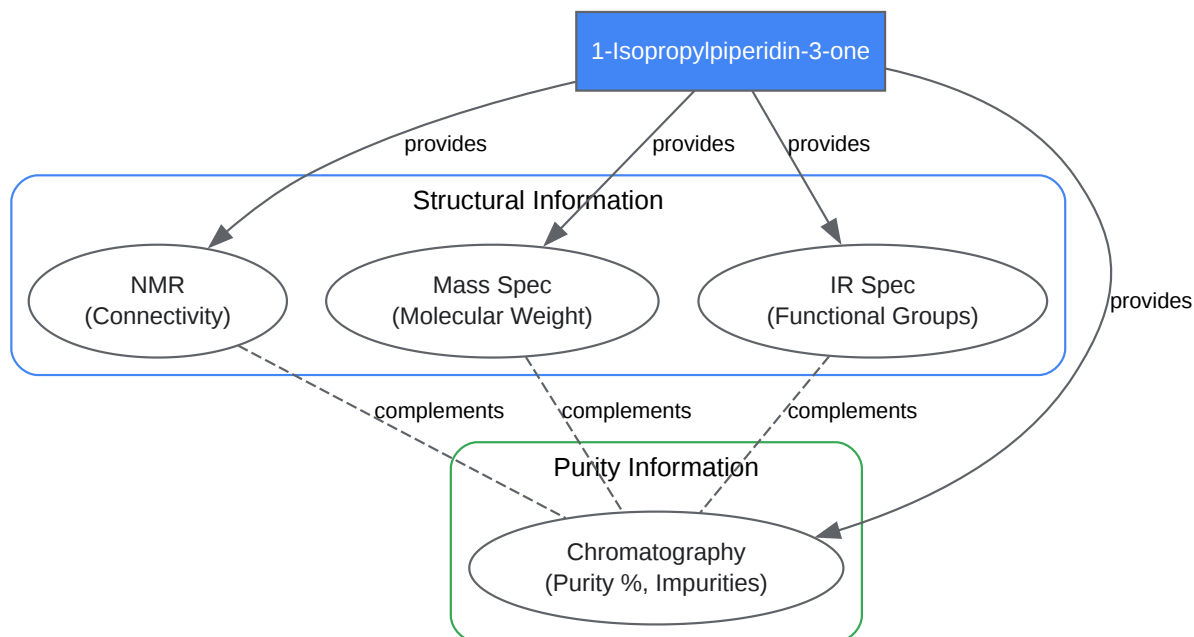 1-Isopropylpiperidin-3-one
provides
provides
provides
Structural Information
NMR
(Connectivity)
Mass Spec
(Molecular Weight)
IR Spec
(Functional Groups)
provides
complements
complements
complements
Purity Information
Chromatography
(Purity %, Impurities)